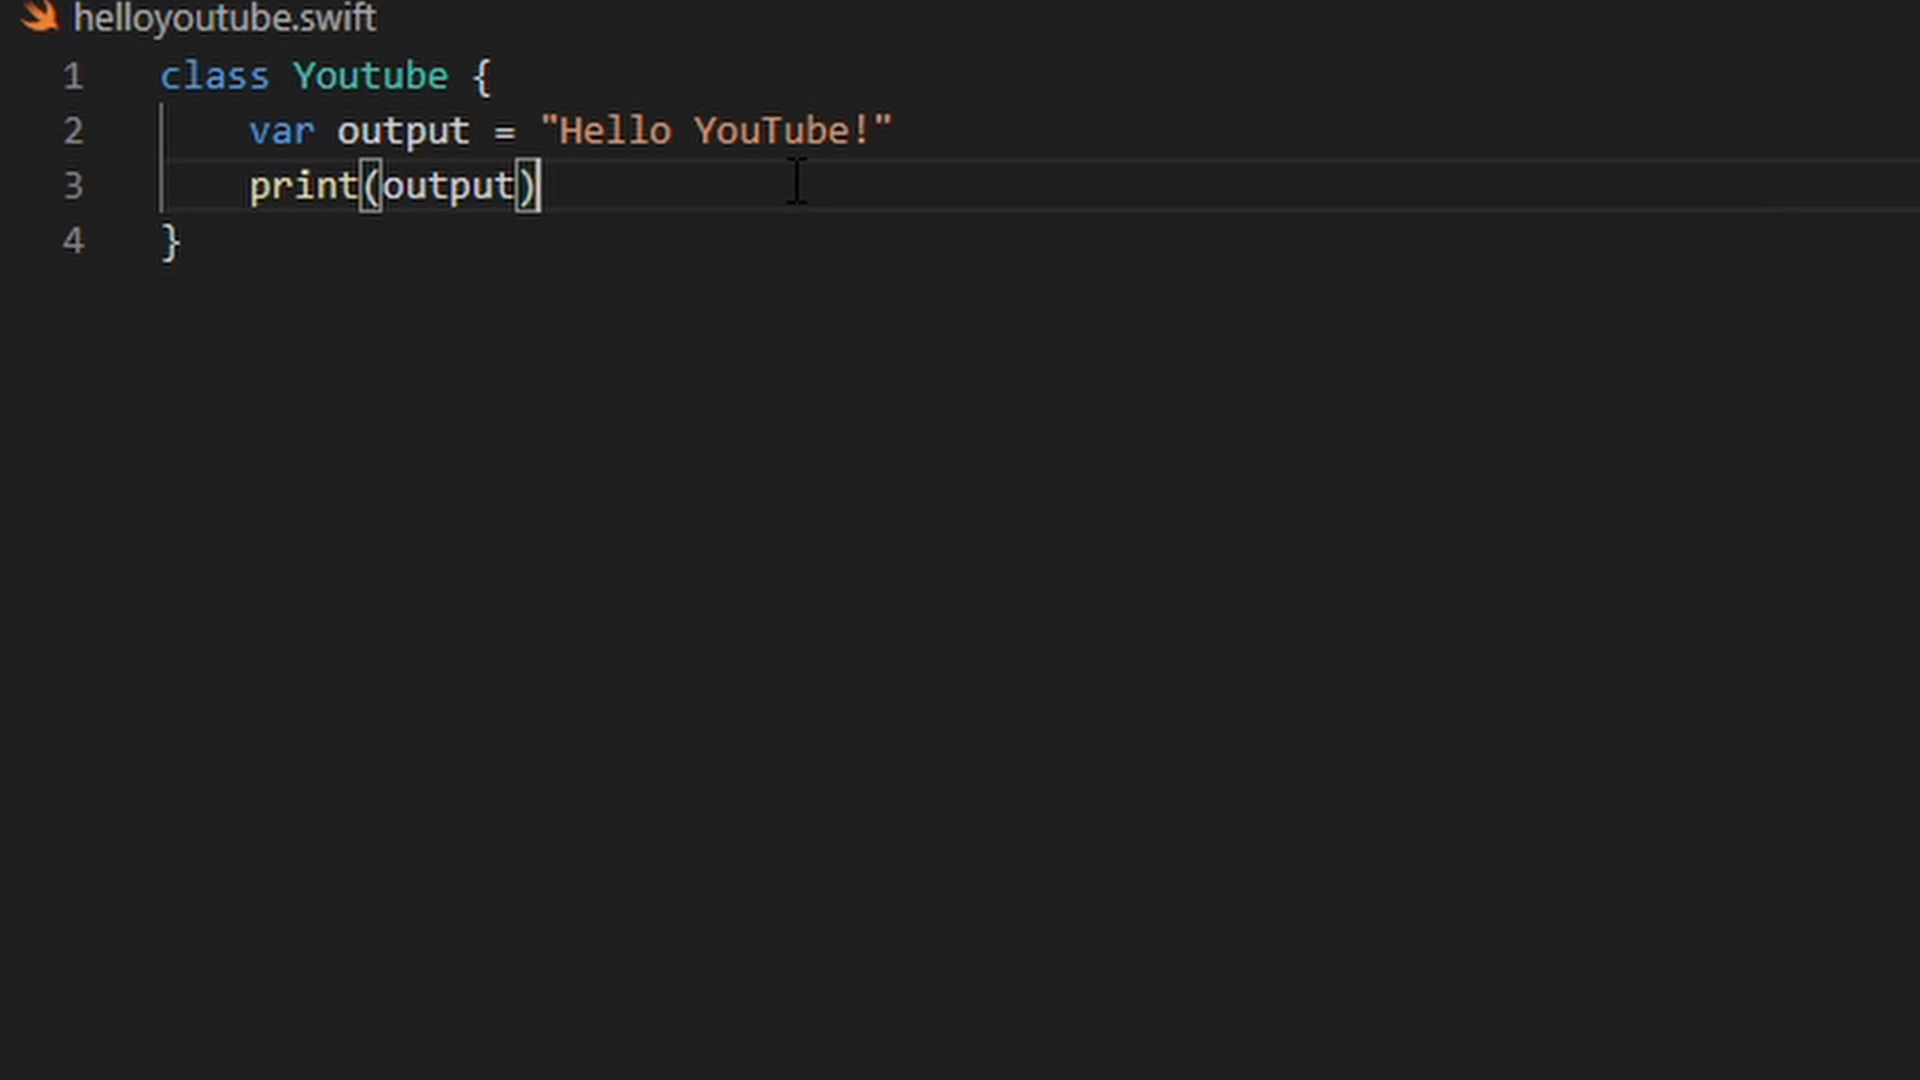 helloyoutube.swift
1 class Youtube {
2 var output = "Hello YouTube!"
3 print(output)
4 }